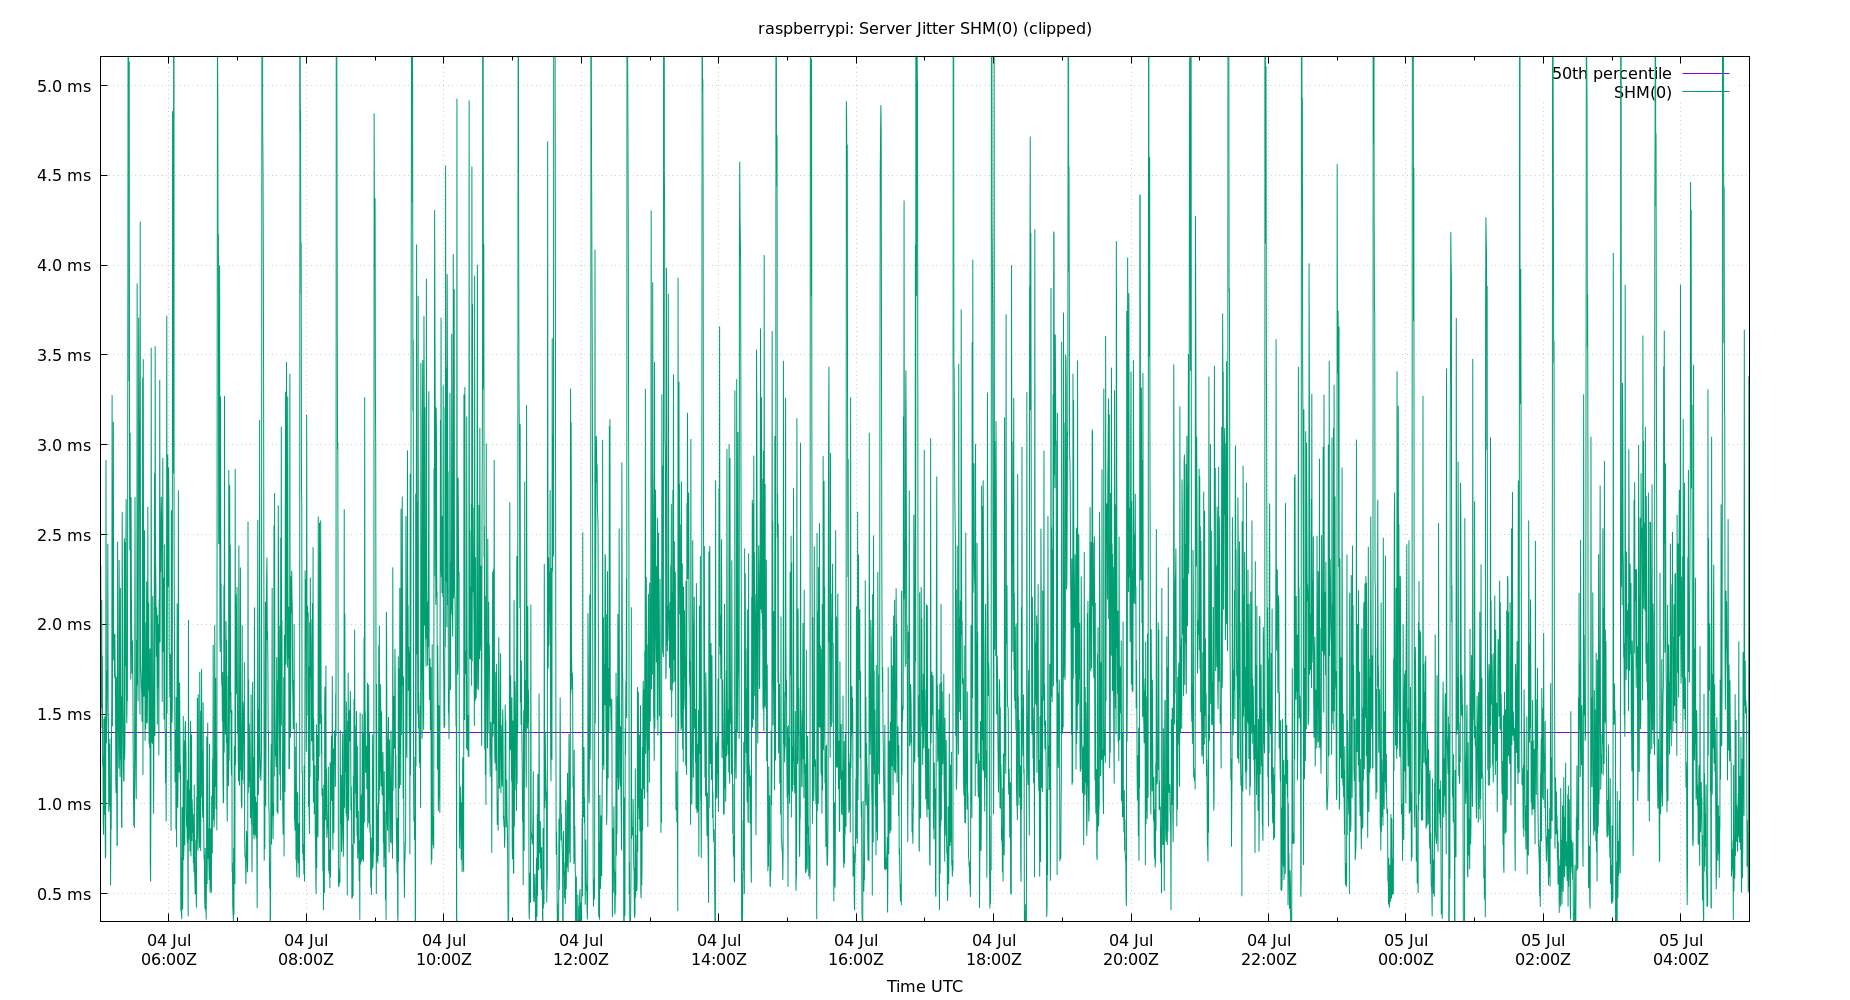 raspberrypi: Server Jitter SHM(0) (clipped)
50th percentile
SHM(0)
5.0 ms
4.5 ms
4.0 ms
3.5 ms
3.0 ms
2.5 ms
2.0 ms
1.5 ms
1.0 ms
0.5 ms
04 Jul 04 Jul 04 Jul 04 Jul 04 Jul 04 Jul 04 Jul 04 Jul 04 Jul 05 Jul 05 Jul 05 Jul
06:00Z 08:00Z 10:00Z 12:00Z 14:00Z 16:00Z 18:00Z 20:00Z 22:00Z 00:00Z 02:00Z 04:00Z
Time UTC